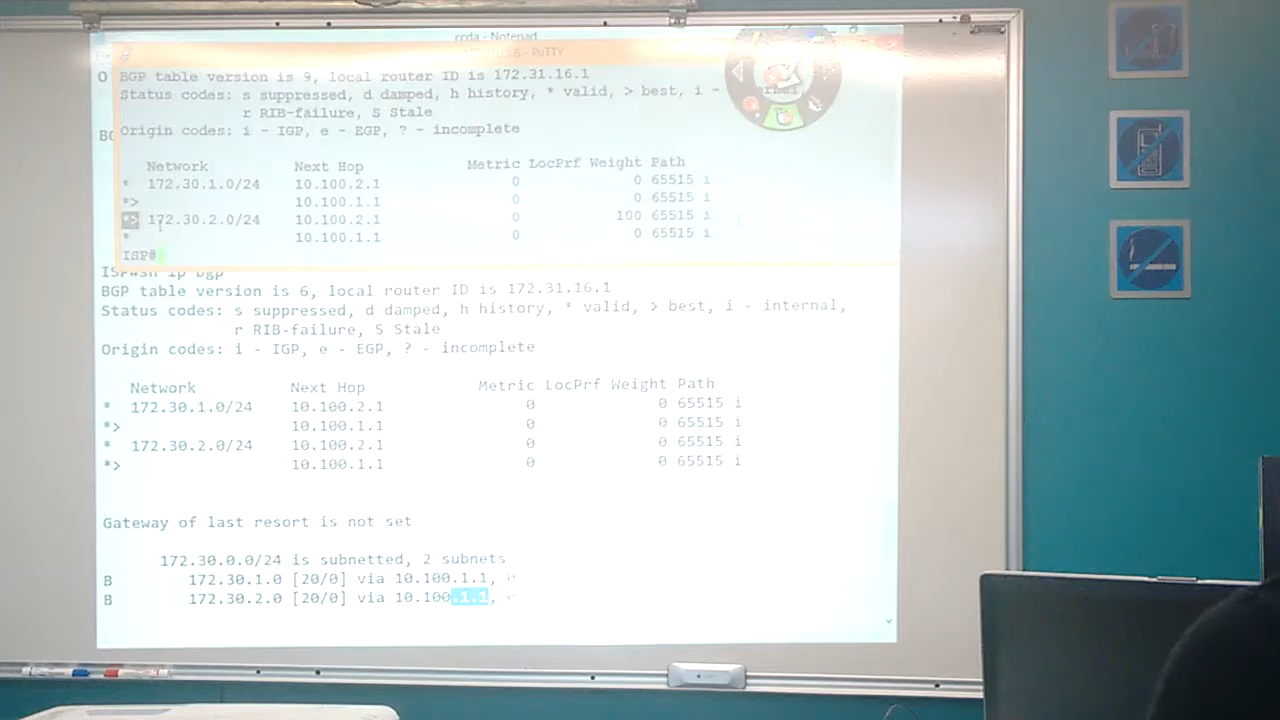 ccda - Notepad
PuTTY
BGP table version is 9, local router ID is 172.31.16.1
Status codes: s suppressed, d damped, h history, * valid, > best, i -
r RIB-failure, S Stale
Origin codes: i - IGP, e - EGP, ? - incomplete
Network Next Hop Metric LocPrf Weight Path
* 172.30.1.0/24 10.100.2.1 0 0 65515 i
*> 10.100.1.1 0 0 65515 i
*> 172.30.2.0/24 10.100.2.1 0 100 65515 i
* 10.100.1.1 0 0 65515 i
ISP#
ISP#sh ip bgp
BGP table version is 6, local router ID is 172.31.16.1
Status codes: s suppressed, d damped, h history, * valid, > best, i - internal,
r RIB-failure, S Stale
Origin codes: i - IGP, e - EGP, ? - incomplete
Network Next Hop Metric LocPrf Weight Path
* 172.30.1.0/24 10.100.2.1 0 0 65515 i
*> 10.100.1.1 0 0 65515 i
* 172.30.2.0/24 10.100.2.1 0 0 65515 i
*> 10.100.1.1 0 0 65515 i
Gateway of last resort is not set
172.30.0.0/24 is subnetted, 2 subnets
B 172.30.1.0 [20/0] via 10.100.1.1,
B 172.30.2.0 [20/0] via 10.100.1.1,